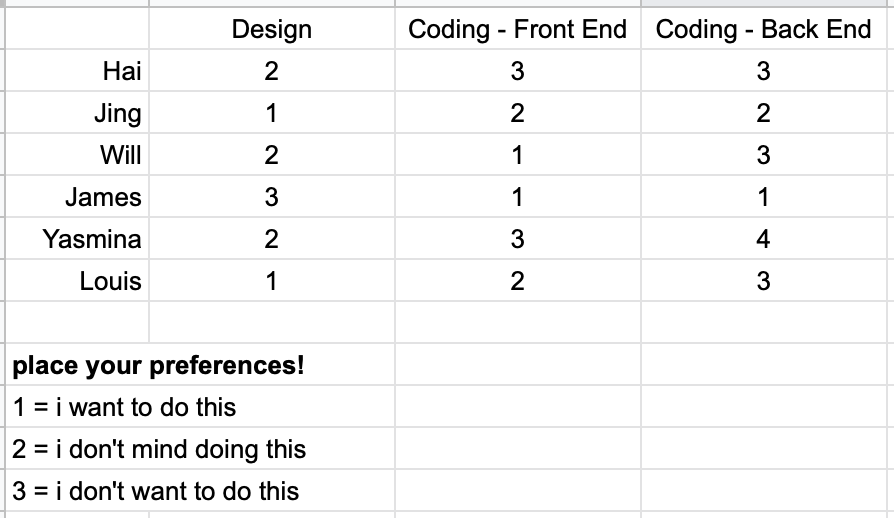 Design Coding - Front End Coding - Back End
Hai 2 3 3
Jing 1 2 2
Will 2 1 3
James 3 1 1
Yasmina 2 3 4
Louis 1 2 3
place your preferences!
1 = i want to do this
2 = i don't mind doing this
3 = i don't want to do this